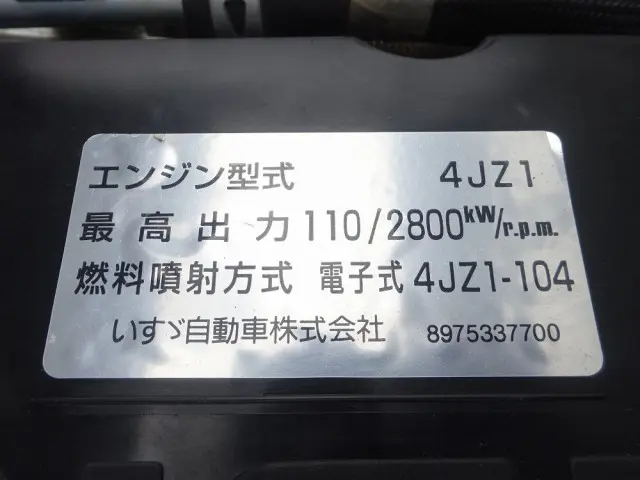 エンジン型式 4JZ1
最高出力 110/2800kW/r.p.m.
燃料噴射方式 電子式 4JZ1-104
いすゞ自動車株式会社 8975337700